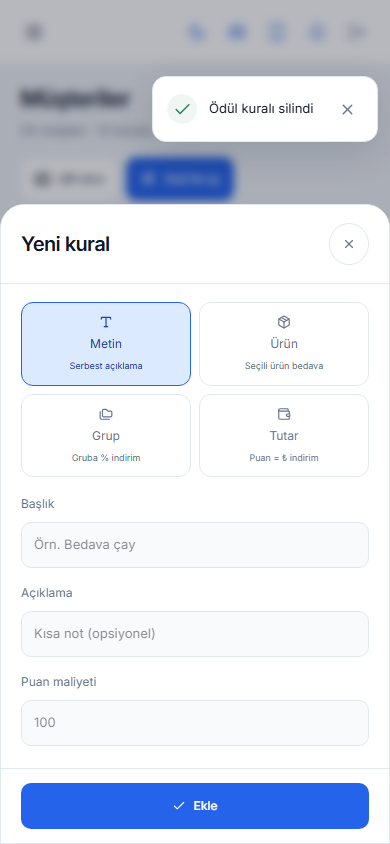 Müşteriler
Ödül kuralı silindi
Yeni kural
Metin
Serbest açıklama
Ürün
Seçili ürün bedava
Grup
Gruba % indirim
Tutar
Puan = ₺ indirim
Başlık
Örn. Bedava çay
Açıklama
Kısa not (opsiyonel)
Puan maliyeti
100
Ekle